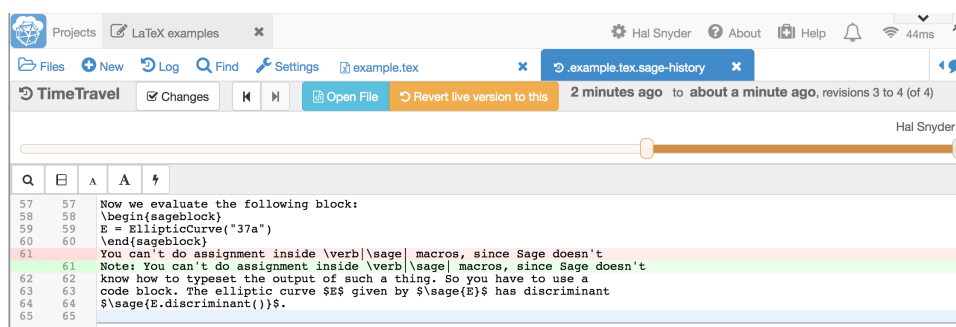 Projects LaTeX examples × Hal Snyder About Help 44ms
Files New Log Find Settings example.tex × .example.tex.sage-history ×
TimeTravel Changes Open File Revert live version to this 2 minutes ago to about a minute ago, revisions 3 to 4 (of 4)
Hal Snyder
A A
57 57 Now we evaluate the following block:
58 58 \begin{sageblock}
59 59 E = EllipticCurve("37a")
60 60 \end{sageblock}
61 You can't do assignment inside \verb|\sage| macros, since Sage doesn't
61 Note: You can't do assignment inside \verb|\sage| macros, since Sage doesn't
62 62 know how to typeset the output of such a thing. So you have to use a
63 63 code block. The elliptic curve $E$ given by $\sage{E}$ has discriminant
64 64 $\sage{E.discriminant()}$.
65 65